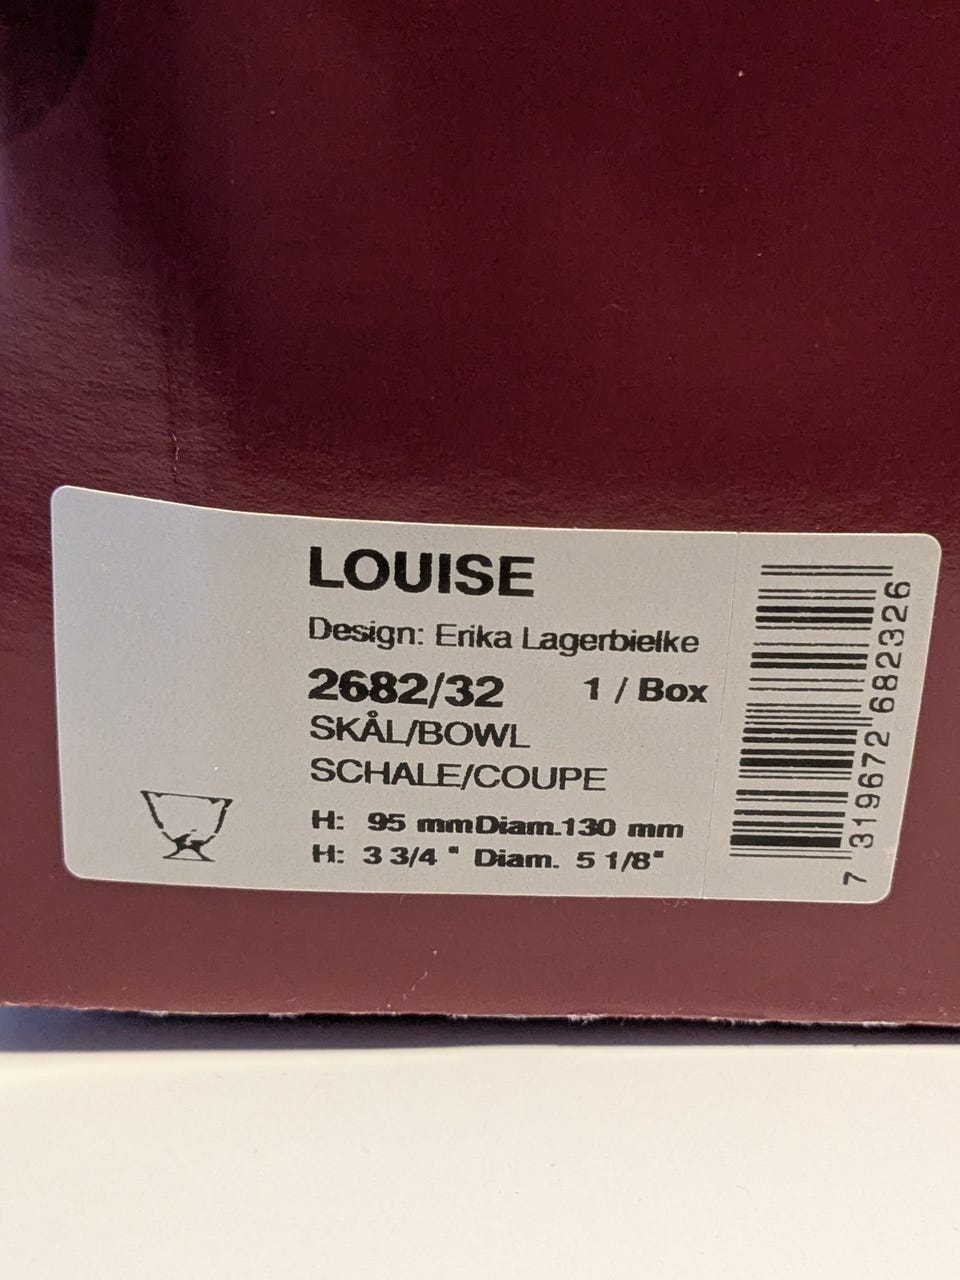 LOUISE
Design: Erika Lagerbielke
2682/32 1 / Box
SKÅL/BOWL
SCHALE/COUPE
H: 95 mmDiam.130 mm
H: 3 3/4 " Diam. 5 1/8"
7 319672 682326